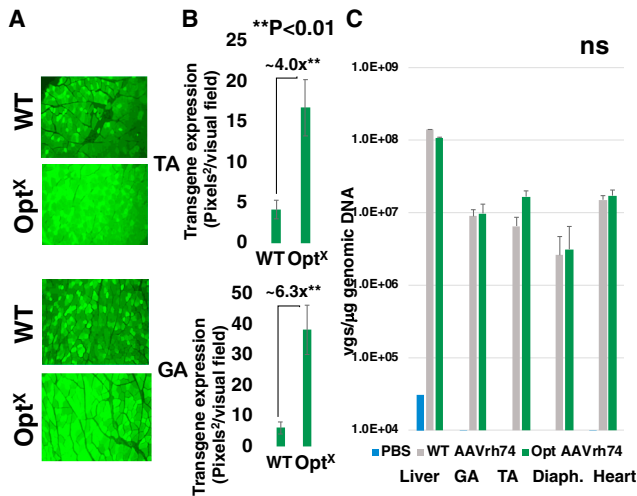 A
WT
TA
Optˣ
WT
GA
Optˣ
B
**P<0.01
25
20
15
10
5
0
~4.0x**
Transgene expression
(Pixels²/visual field)
WT Optˣ
50
40
30
20
10
0
~6.3x**
Transgene expression
(Pixels²/visual field)
WT Optˣ
C
ns
1.0E+09
1.0E+08
1.0E+07
1.0E+06
1.0E+05
1.0E+04
vgs/µg genomic DNA
PBS WT AAVrh74 Opt AAVrh74
Liver GA TA Diaph. Heart